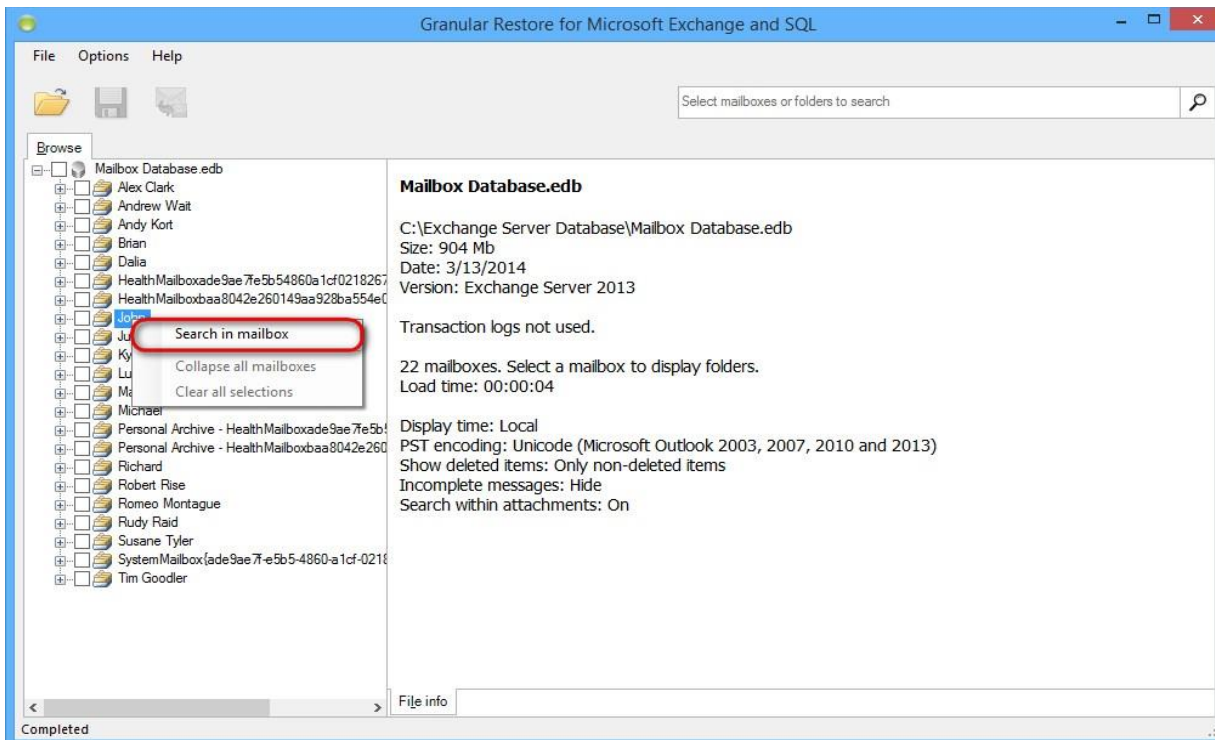 Granular Restore for Microsoft Exchange and SQL
File Options Help
Select mailboxes or folders to search
Browse
Mailbox Database.edb
Alex Clark
Andrew Wait
Andy Kort
Brian
Dalia
HealthMailboxade9ae7fe5b54860a1cf0218267
HealthMailboxbaa8042e260149aa928ba554e0
John
Search in mailbox
Ju
Ky
Collapse all mailboxes
Lu
Ma
Clear all selections
Michael
Personal Archive - HealthMailboxade9ae7fe5b5
Personal Archive - HealthMailboxbaa8042e260
Richard
Robert Rise
Romeo Montague
Rudy Raid
Susane Tyler
SystemMailbox{ade9ae7f-e5b5-4860-a1cf-0218
Tim Goodler
Mailbox Database.edb
C:\Exchange Server Database\Mailbox Database.edb
Size: 904 Mb
Date: 3/13/2014
Version: Exchange Server 2013
Transaction logs not used.
22 mailboxes. Select a mailbox to display folders.
Load time: 00:00:04
Display time: Local
PST encoding: Unicode (Microsoft Outlook 2003, 2007, 2010 and 2013)
Show deleted items: Only non-deleted items
Incomplete messages: Hide
Search within attachments: On
File info
Completed